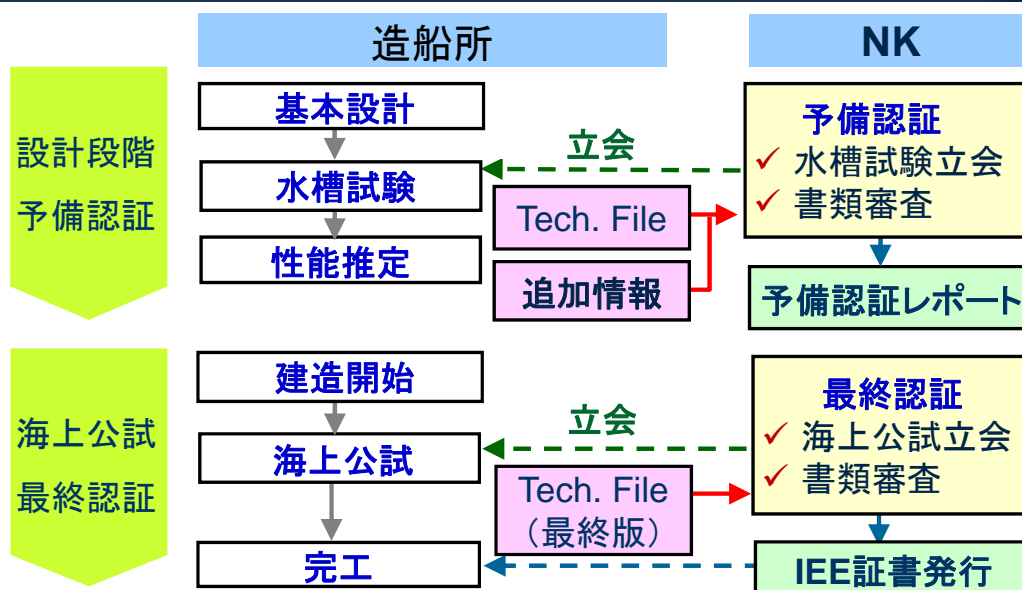 造船所
NK
設計段階
予備認証
基本設計
水槽試験
性能推定
立会
Tech. File
追加情報
予備認証
✓ 水槽試験立会
✓ 書類審査
予備認証レポート
海上公試
最終認証
建造開始
海上公試
完工
立会
Tech. File
（最終版）
最終認証
✓ 海上公試立会
✓ 書類審査
IEE証書発行